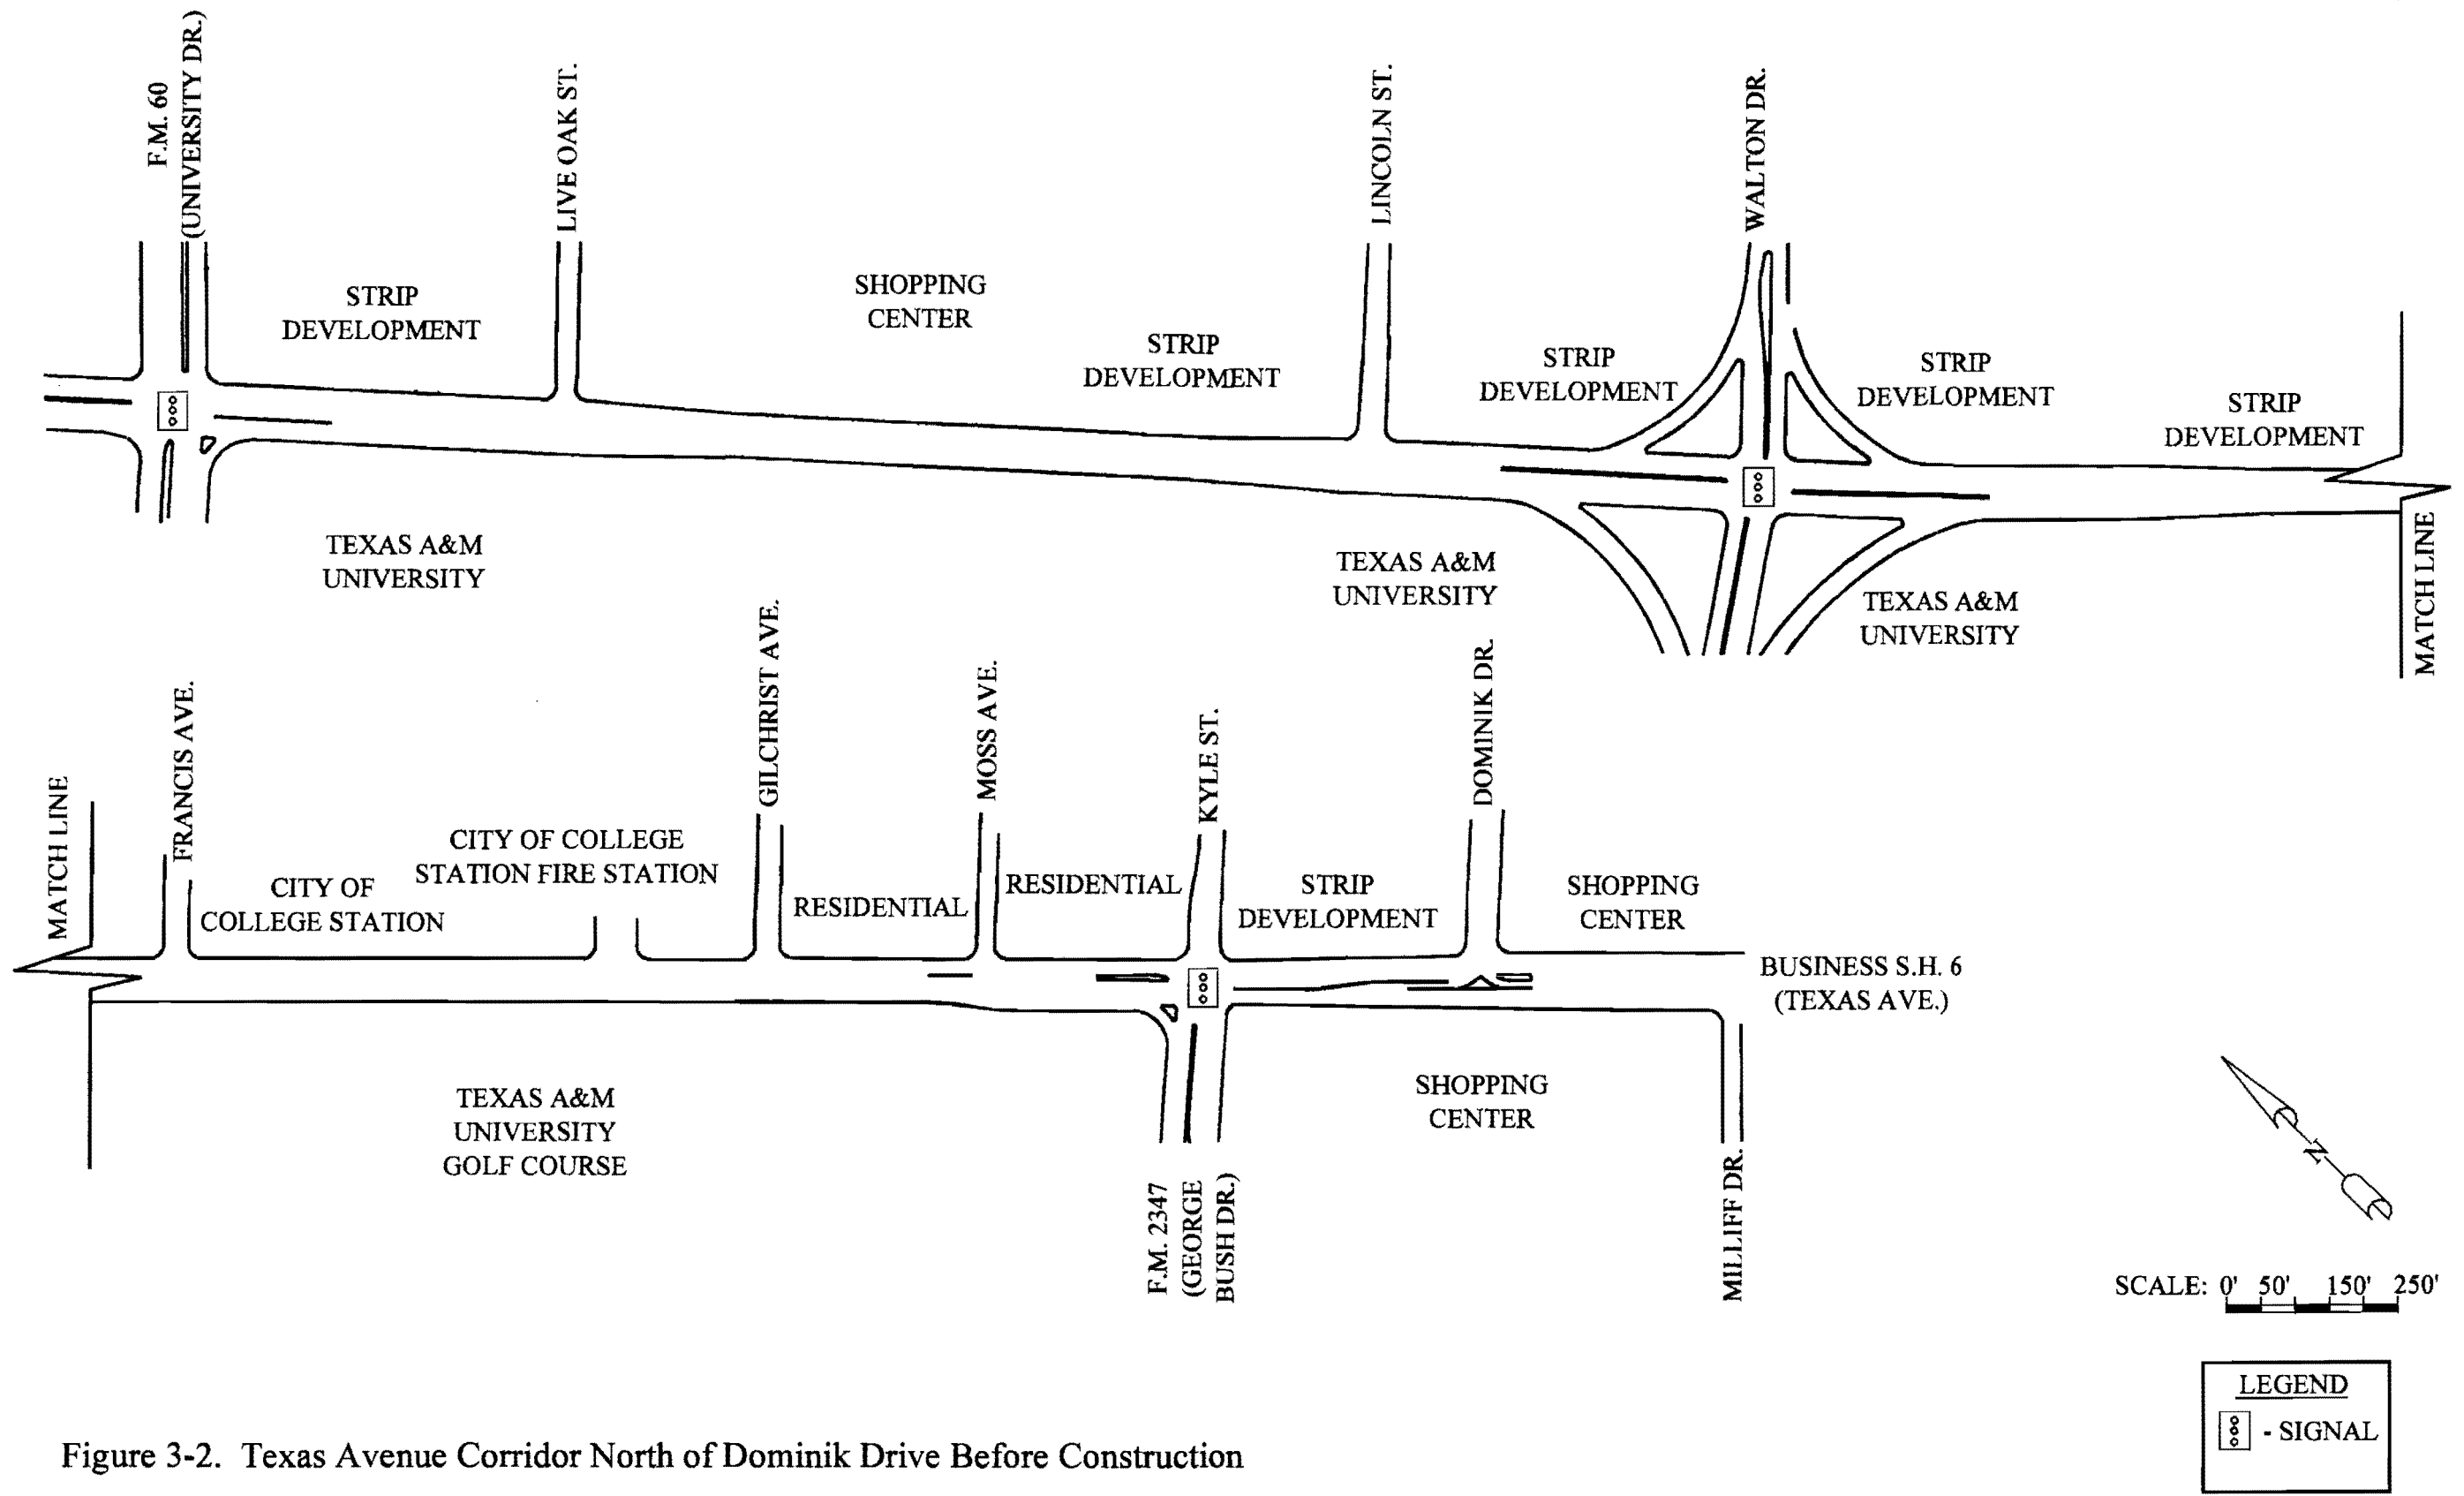 F.M. 60
(UNIVERSITY DR.)
LIVE OAK ST.
LINCOLN ST.
WALTON DR.
STRIP
DEVELOPMENT
SHOPPING
CENTER
STRIP
DEVELOPMENT
STRIP
DEVELOPMENT
STRIP
DEVELOPMENT
STRIP
DEVELOPMENT
TEXAS A&M
UNIVERSITY
TEXAS A&M
UNIVERSITY
TEXAS A&M
UNIVERSITY
MATCH LINE
MATCH LINE
FRANCIS AVE.
CITY OF
COLLEGE STATION
CITY OF COLLEGE
STATION FIRE STATION
GILCHRIST AVE.
RESIDENTIAL
MOSS AVE.
RESIDENTIAL
KYLE ST.
STRIP
DEVELOPMENT
DOMINIK DR.
SHOPPING
CENTER
BUSINESS S.H. 6
(TEXAS AVE.)
TEXAS A&M
UNIVERSITY
GOLF COURSE
F.M. 2347
(GEORGE
BUSH DR.)
SHOPPING
CENTER
MILLIFF DR.
N
SCALE: 0' 50' 150' 250'
LEGEND
- SIGNAL
Figure 3-2. Texas Avenue Corridor North of Dominik Drive Before Construction